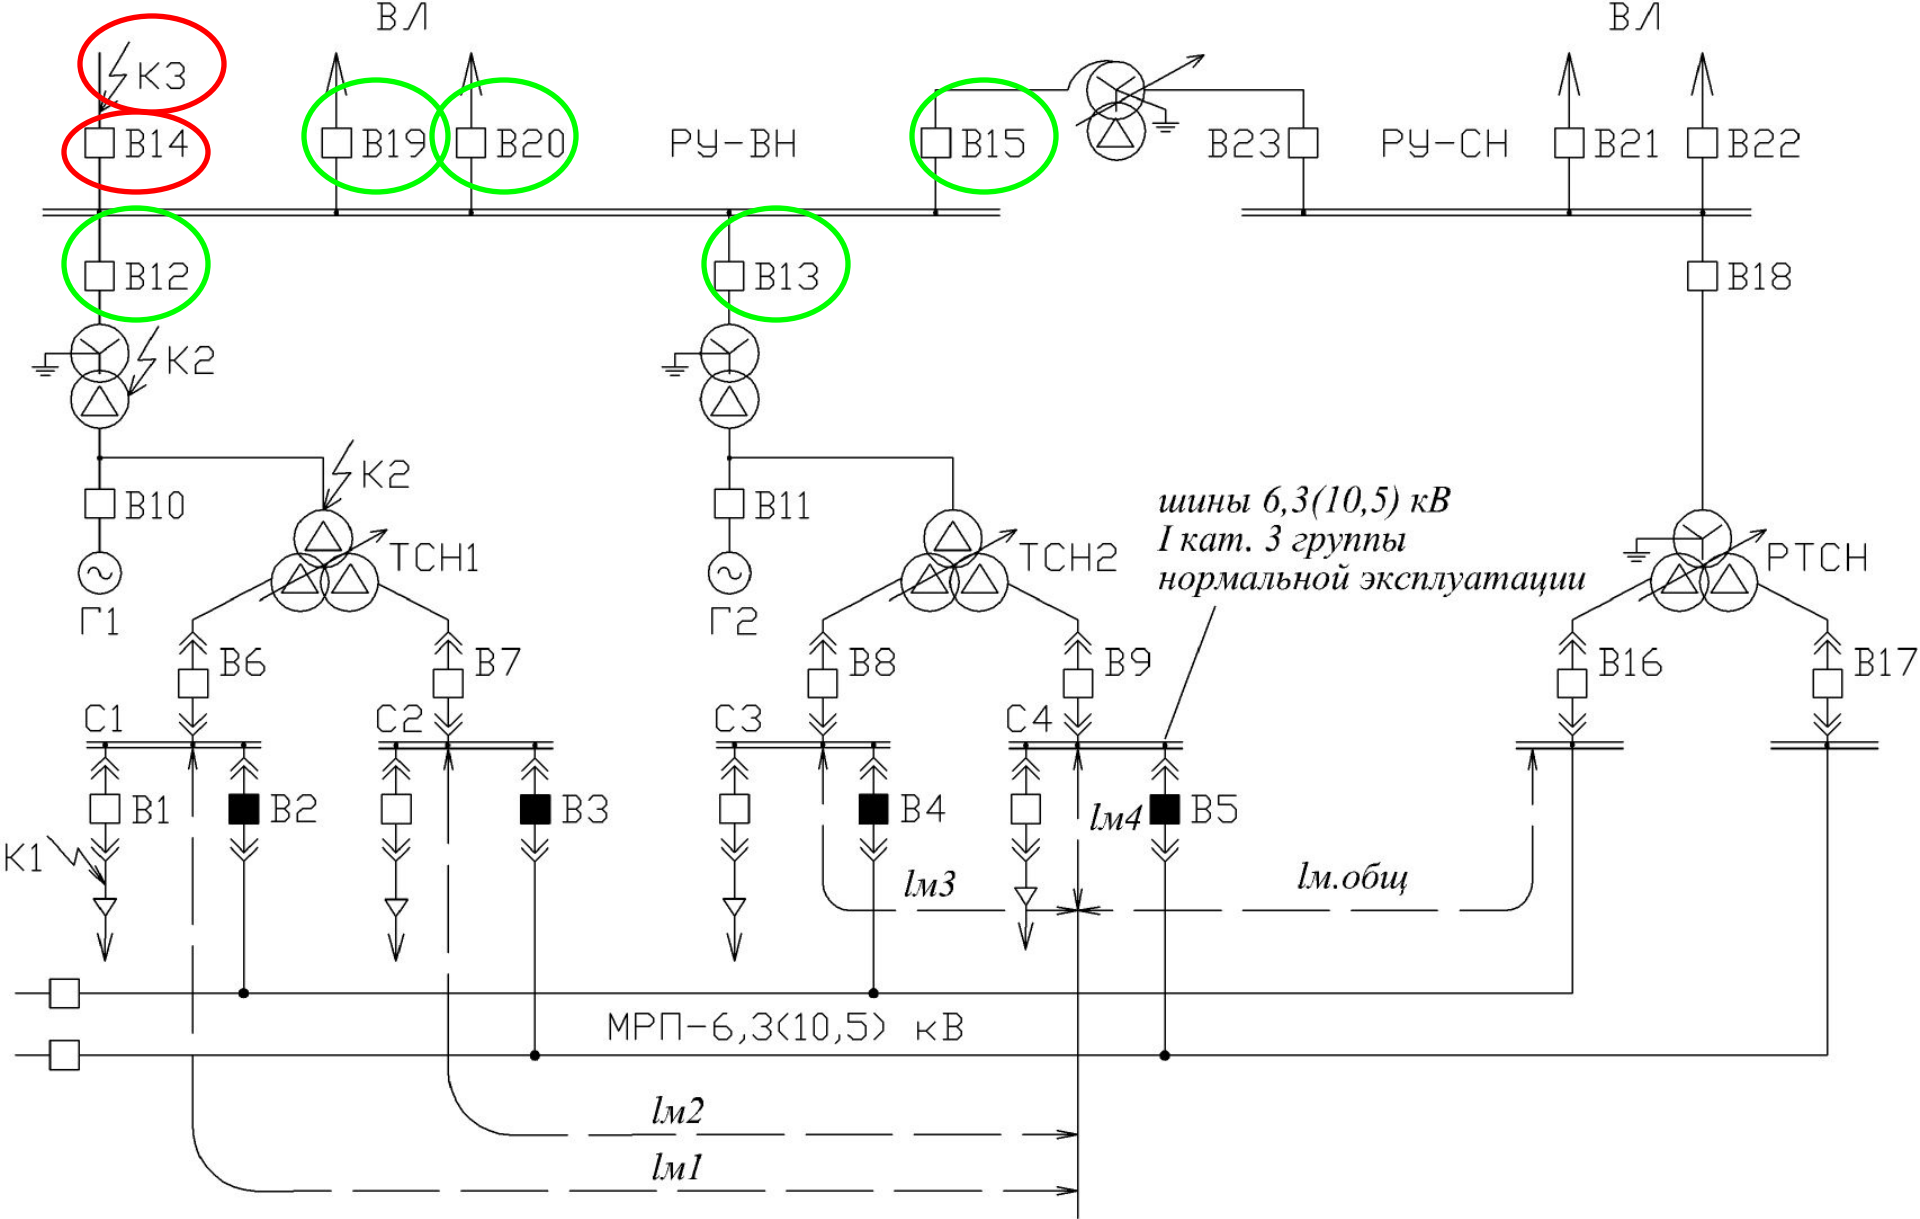 ВЛ
ВЛ
К3
В14
В19
В20
РУ-ВН
В15
В23
РУ-СН
В21
В22
В12
В13
В18
К2
К2
В10
В11
шины 6,3(10,5) кВ
I кат. 3 группы
нормальной эксплуатации
ТСН1
ТСН2
РТСН
Г1
Г2
В6
В7
В8
В9
В16
В17
С1
С2
С3
С4
В1
В2
В3
В4
lм4
В5
К1
lм3
lм.общ
МРП-6,3(10,5) кВ
lм2
lм1